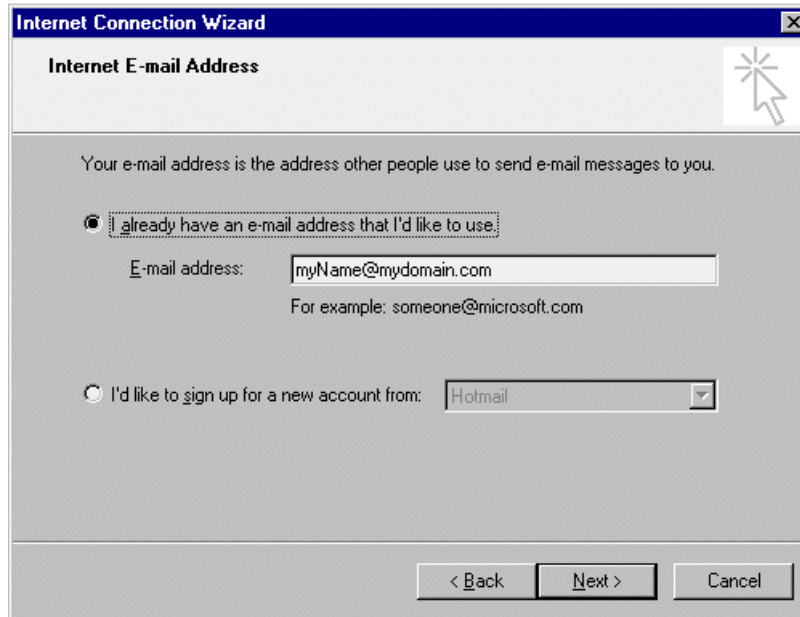 Internet Connection Wizard
Internet E-mail Address
Your e-mail address is the address other people use to send e-mail messages to you.
I already have an e-mail address that I'd like to use.
E-mail address: myName@mydomain.com
For example: someone@microsoft.com
I'd like to sign up for a new account from: Hotmail
< Back Next > Cancel